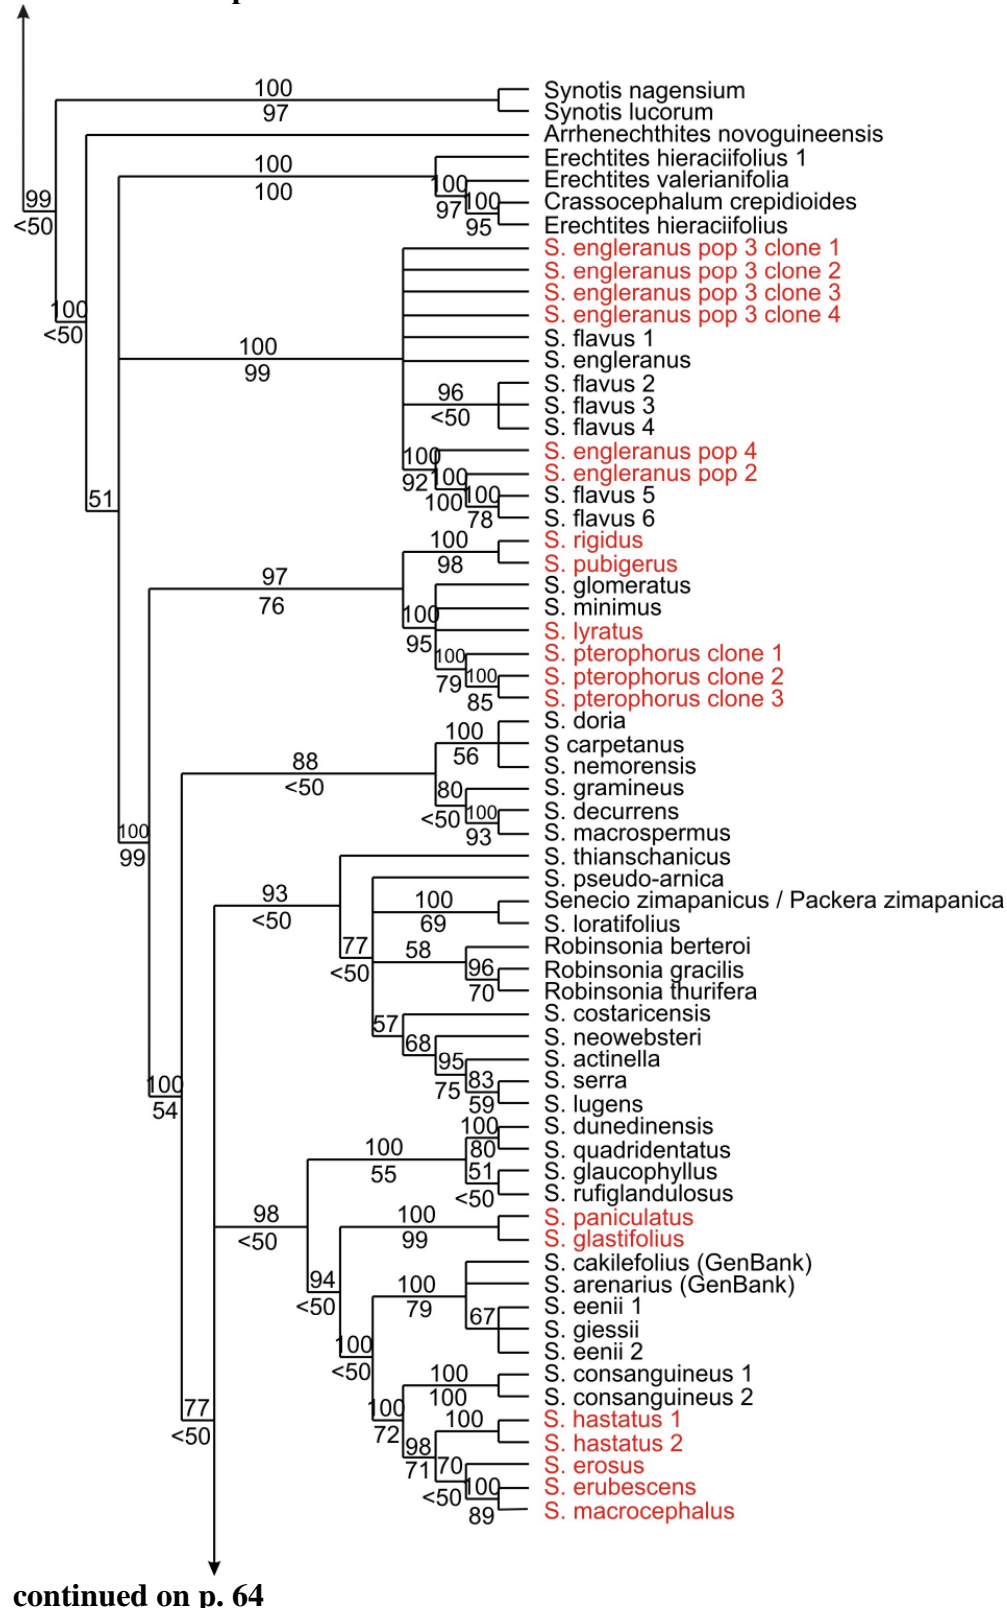 100
97
Synotis nagensium
Synotis lucorum
Arrhenechthites novoguineensis
100
100
Erechtites hieraciifolius 1
100
97
Erechtites valerianifolia
100
95
Crassocephalum crepidioides
Erechtites hieraciifolius
99
<50
100
<50
S. engleranus pop 3 clone 1
S. engleranus pop 3 clone 2
S. engleranus pop 3 clone 3
S. engleranus pop 3 clone 4
S. flavus 1
100
99
S. engleranus
S. flavus 2
96
<50
S. flavus 3
S. flavus 4
100
92
S. engleranus pop 4
100
100
S. engleranus pop 2
100
78
S. flavus 5
S. flavus 6
51
100
98
S. rigidus
S. pubigerus
97
76
S. glomeratus
S. minimus
100
95
S. lyratus
100
79
S. pterophorus clone 1
100
85
S. pterophorus clone 2
S. pterophorus clone 3
S. doria
100
56
S carpetanus
S. nemorensis
88
<50
80
<50
S. gramineus
100
93
S. decurrens
S. macrospermus
100
99
S. thianschanicus
S. pseudo-arnica
93
<50
100
69
Senecio zimapanicus / Packera zimapanica
S. loratifolius
77
<50
58
Robinsonia berteroi
96
70
Robinsonia gracilis
Robinsonia thurifera
57
S. costaricensis
68
S. neowebsteri
95
75
S. actinella
83
59
S. serra
S. lugens
100
54
100
80
S. dunedinensis
S. quadridentatus
100
55
51
<50
S. glaucophyllus
S. rufiglandulosus
98
<50
100
99
S. paniculatus
S. glastifolius
94
<50
S. cakilefolius (GenBank)
100
79
S. arenarius (GenBank)
67
S. eenii 1
S. giessii
S. eenii 2
100
<50
100
100
S. consanguineus 1
S. consanguineus 2
100
72
100
S. hastatus 1
S. hastatus 2
98
71
70
<50
S. erosus
100
89
S. erubescens
S. macrocephalus
77
<50
continued on p. 64